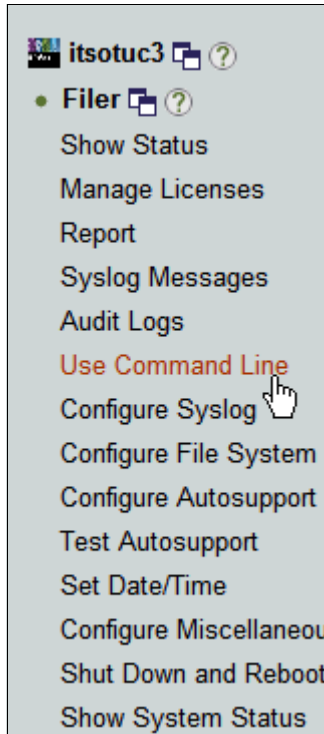 itsotuc3 ?
• Filer ?
Show Status
Manage Licenses
Report
Syslog Messages
Audit Logs
Use Command Line
Configure Syslog
Configure File System
Configure Autosupport
Test Autosupport
Set Date/Time
Configure Miscellaneou
Shut Down and Reboot
Show System Status